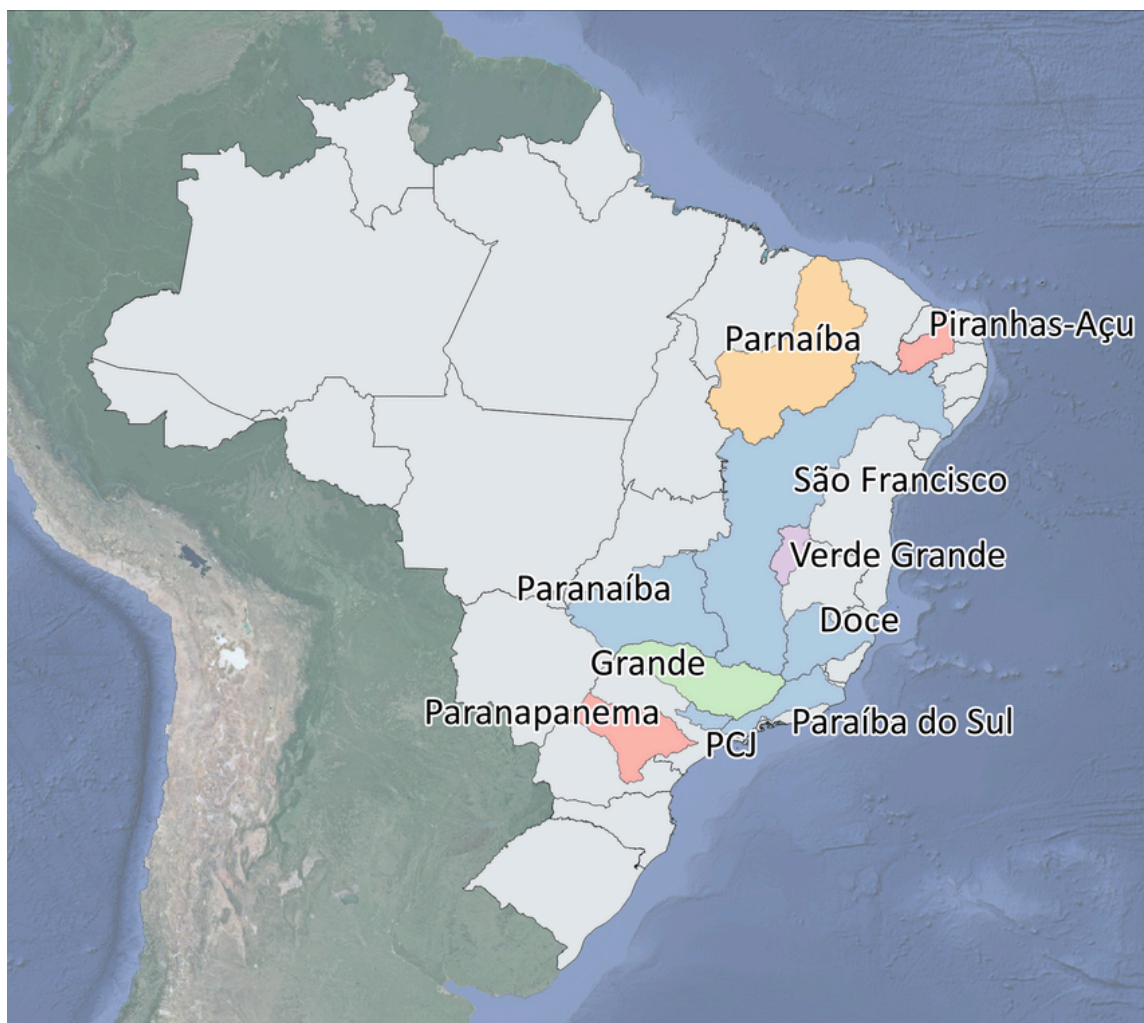 Piranhas-Açu
Parnaíba
São Francisco
Verde Grande
Paranaíba
Doce
Grande
Paranapanema
Paraíba do Sul
PCJ